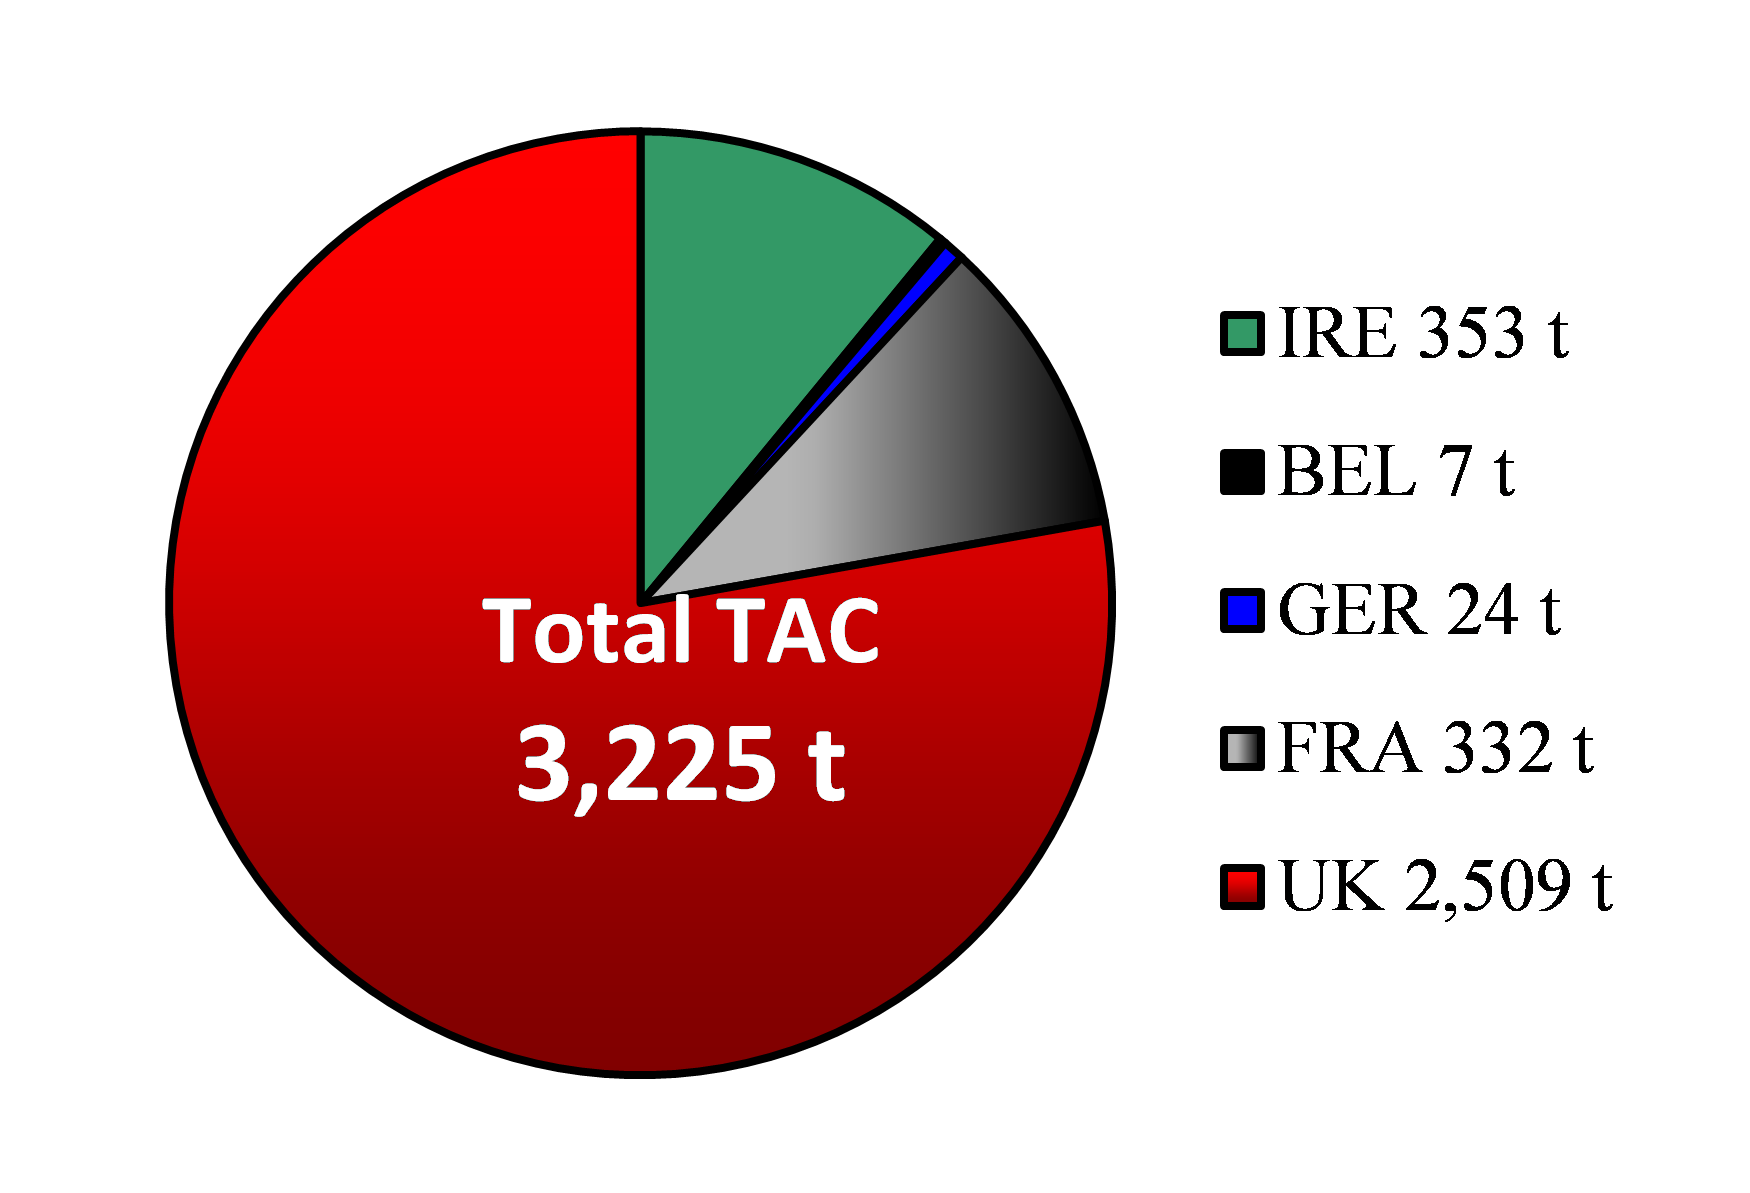 Total TAC
3,225 t
IRE 353 t
BEL 7 t
GER 24 t
FRA 332 t
UK 2,509 t